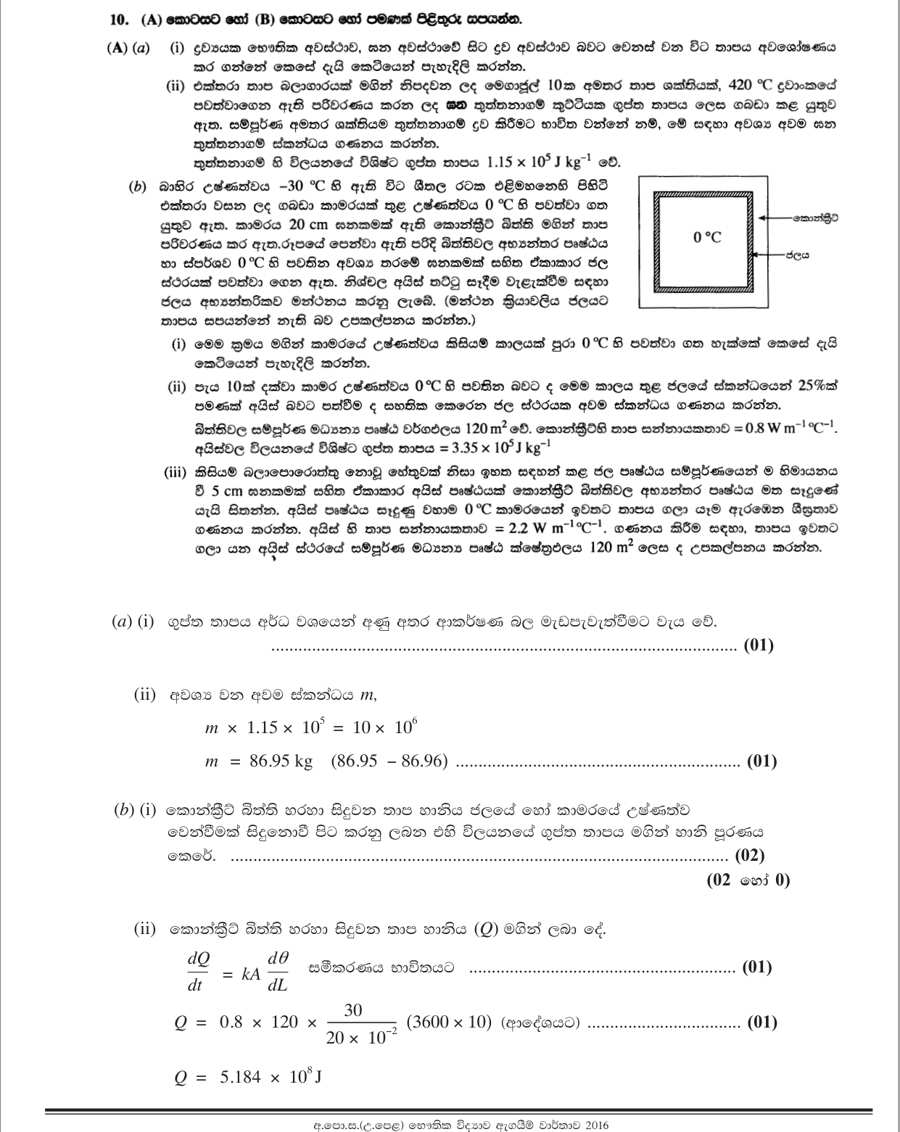 10. (A) කොටසට හෝ (B) කොටසට හෝ පමණක් පිළිතුරු සපයන්න.
(A) (a) (i) ද්‍රව්‍යයක භෞතික අවස්ථාව, ඝන අවස්ථාවේ සිට ද්‍රව අවස්ථාව බවට වෙනස් වන විට තාපය අවශෝෂණය
කර ගන්නේ කෙසේ දැයි කෙටියෙන් පැහැදිලි කරන්න.
(ii) එක්තරා තාප බලාගාරයක් මගින් නිපදවන ලද මෙගාජූල් 10ක අමතර තාප ශක්තියක්, 420 °C ද්‍රවාංකයේ
පවත්වාගෙන ඇති පරිවරණය කරන ලද ඝන තුත්තනාගම් කුට්ටියක ගුප්ත තාපය ලෙස ගබඩා කළ යුතුව
ඇත. සම්පූර්ණ අමතර ශක්තියම තුත්තනාගම් ද්‍රව කිරීමට භාවිත වන්නේ නම්, මේ සඳහා අවශ්‍ය අවම ඝන
තුත්තනාගම් ස්කන්ධය ගණනය කරන්න.
තුත්තනාගම් හි විලයනයේ විශිෂ්ට ගුප්ත තාපය 1.15 × 10⁵ J kg⁻¹ වේ.
(b) බාහිර උෂ්ණත්වය −30 °C හි ඇති විට ශීතල රටක එළිමහනෙහි පිහිටි
එක්තරා වසන ලද ගබඩා කාමරයක් තුළ උෂ්ණත්වය 0 °C හි පවත්වා ගත
යුතුව ඇත. කාමරය 20 cm ඝනකමක් ඇති කොන්ක්‍රීට් බිත්ති මගින් තාප
පරිවරණය කර ඇත.රූපයේ පෙන්වා ඇති පරිදි බිත්තිවල අභ්‍යන්තර පෘෂ්ඨය
හා ස්පර්ශව 0 °C හි පවතින අවශ්‍ය තරමේ ඝනකමක් සහිත ඒකාකාර ජල
ස්ථරයක් පවත්වා ගෙන ඇත. නිශ්චල අයිස් තට්ටු සෑදීම වැළැක්වීම සඳහා
ජලය අභ්‍යන්තරිකව මන්ථනය කරනු ලැබේ. (මන්ථන ක්‍රියාවලිය ජලයට
තාපය සපයන්නේ නැති බව උපකල්පනය කරන්න.)
0 °C
කොන්ක්‍රීට්
ජලය
(i) මෙම ක්‍රමය මගින් කාමරයේ උෂ්ණත්වය කිසියම් කාලයක් පුරා 0 °C හි පවත්වා ගත හැක්කේ කෙසේ දැයි
කෙටියෙන් පැහැදිලි කරන්න.
(ii) පැය 10ක් දක්වා කාමර උෂ්ණත්වය 0 °C හි පවතින බවට ද මෙම කාලය තුළ ජලයේ ස්කන්ධයෙන් 25%ක්
පමණක් අයිස් බවට පත්වීම ද සහතික කෙරෙන ජල ස්ථරයක අවම ස්කන්ධය ගණනය කරන්න.
බිත්තිවල සම්පූර්ණ මධ්‍යන්‍ය පෘෂ්ඨ වර්ගඵලය 120 m² වේ. කොන්ක්‍රීට්හි තාප සන්නායකතාව = 0.8 W m⁻¹ °C⁻¹.
අයිස්වල විලයනයේ විශිෂ්ට ගුප්ත තාපය = 3.35 × 10⁵ J kg⁻¹
(iii) කිසියම් බලාපොරොත්තු නොවූ හේතුවක් නිසා ඉහත සඳහන් කළ ජල පෘෂ්ඨය සම්පූර්ණයෙන් ම හිමායනය
වී 5 cm ඝනකමක් සහිත ඒකාකාර අයිස් පෘෂ්ඨයක් කොන්ක්‍රීට් බිත්තිවල අභ්‍යන්තර පෘෂ්ඨය මත සෑදුණේ
යැයි සිතන්න. අයිස් පෘෂ්ඨය සෑදුණු වහාම 0 °C කාමරයෙන් ඉවතට තාපය ගලා යෑම ඇරඹෙන ශීඝ්‍රතාව
ගණනය කරන්න. අයිස් හි තාප සන්නායකතාව = 2.2 W m⁻¹ °C⁻¹. ගණනය කිරීම සඳහා, තාපය ඉවතට
ගලා යන අයිස් ස්ථරයේ සම්පූර්ණ මධ්‍යන්‍ය පෘෂ්ඨ ක්ෂේත්‍රඵලය 120 m² ලෙස ද උපකල්පනය කරන්න.
(a) (i) ගුප්ත තාපය අර්ධ වශයෙන් අණු අතර ආකර්ෂණ බල මැඩපැවැත්වීමට වැය වේ.
........................................ (01)
(ii) අවශ්‍ය වන අවම ස්කන්ධය m,
m × 1.15 × 10⁵ = 10 × 10⁶
m = 86.95 kg (86.95 − 86.96) ........................................ (01)
(b) (i) කොන්ක්‍රීට් බිත්ති හරහා සිදුවන තාප හානිය ජලයේ හෝ කාමරයේ උෂ්ණත්ව
වෙන්වීමක් සිදුනොවී පිට කරනු ලබන එහි විලයනයේ ගුප්ත තාපය මගින් හානි පූරණය
කෙරේ. ........................................ (02)
(02 හෝ 0)
(ii) කොන්ක්‍රීට් බිත්ති හරහා සිදුවන තාප හානිය (Q) මගින් ලබා දේ.
dQ/dt = kA dθ/dL සමීකරණය භාවිතයට ........................................ (01)
Q = 0.8 × 120 × 30/(20 × 10⁻²) (3600 × 10) (ආදේශයට) ........................................ (01)
Q = 5.184 × 10⁸ J
අ.පො.ස.(උ.පෙළ) භෞතික විද්‍යාව ඇගයීම් වාර්තාව 2016